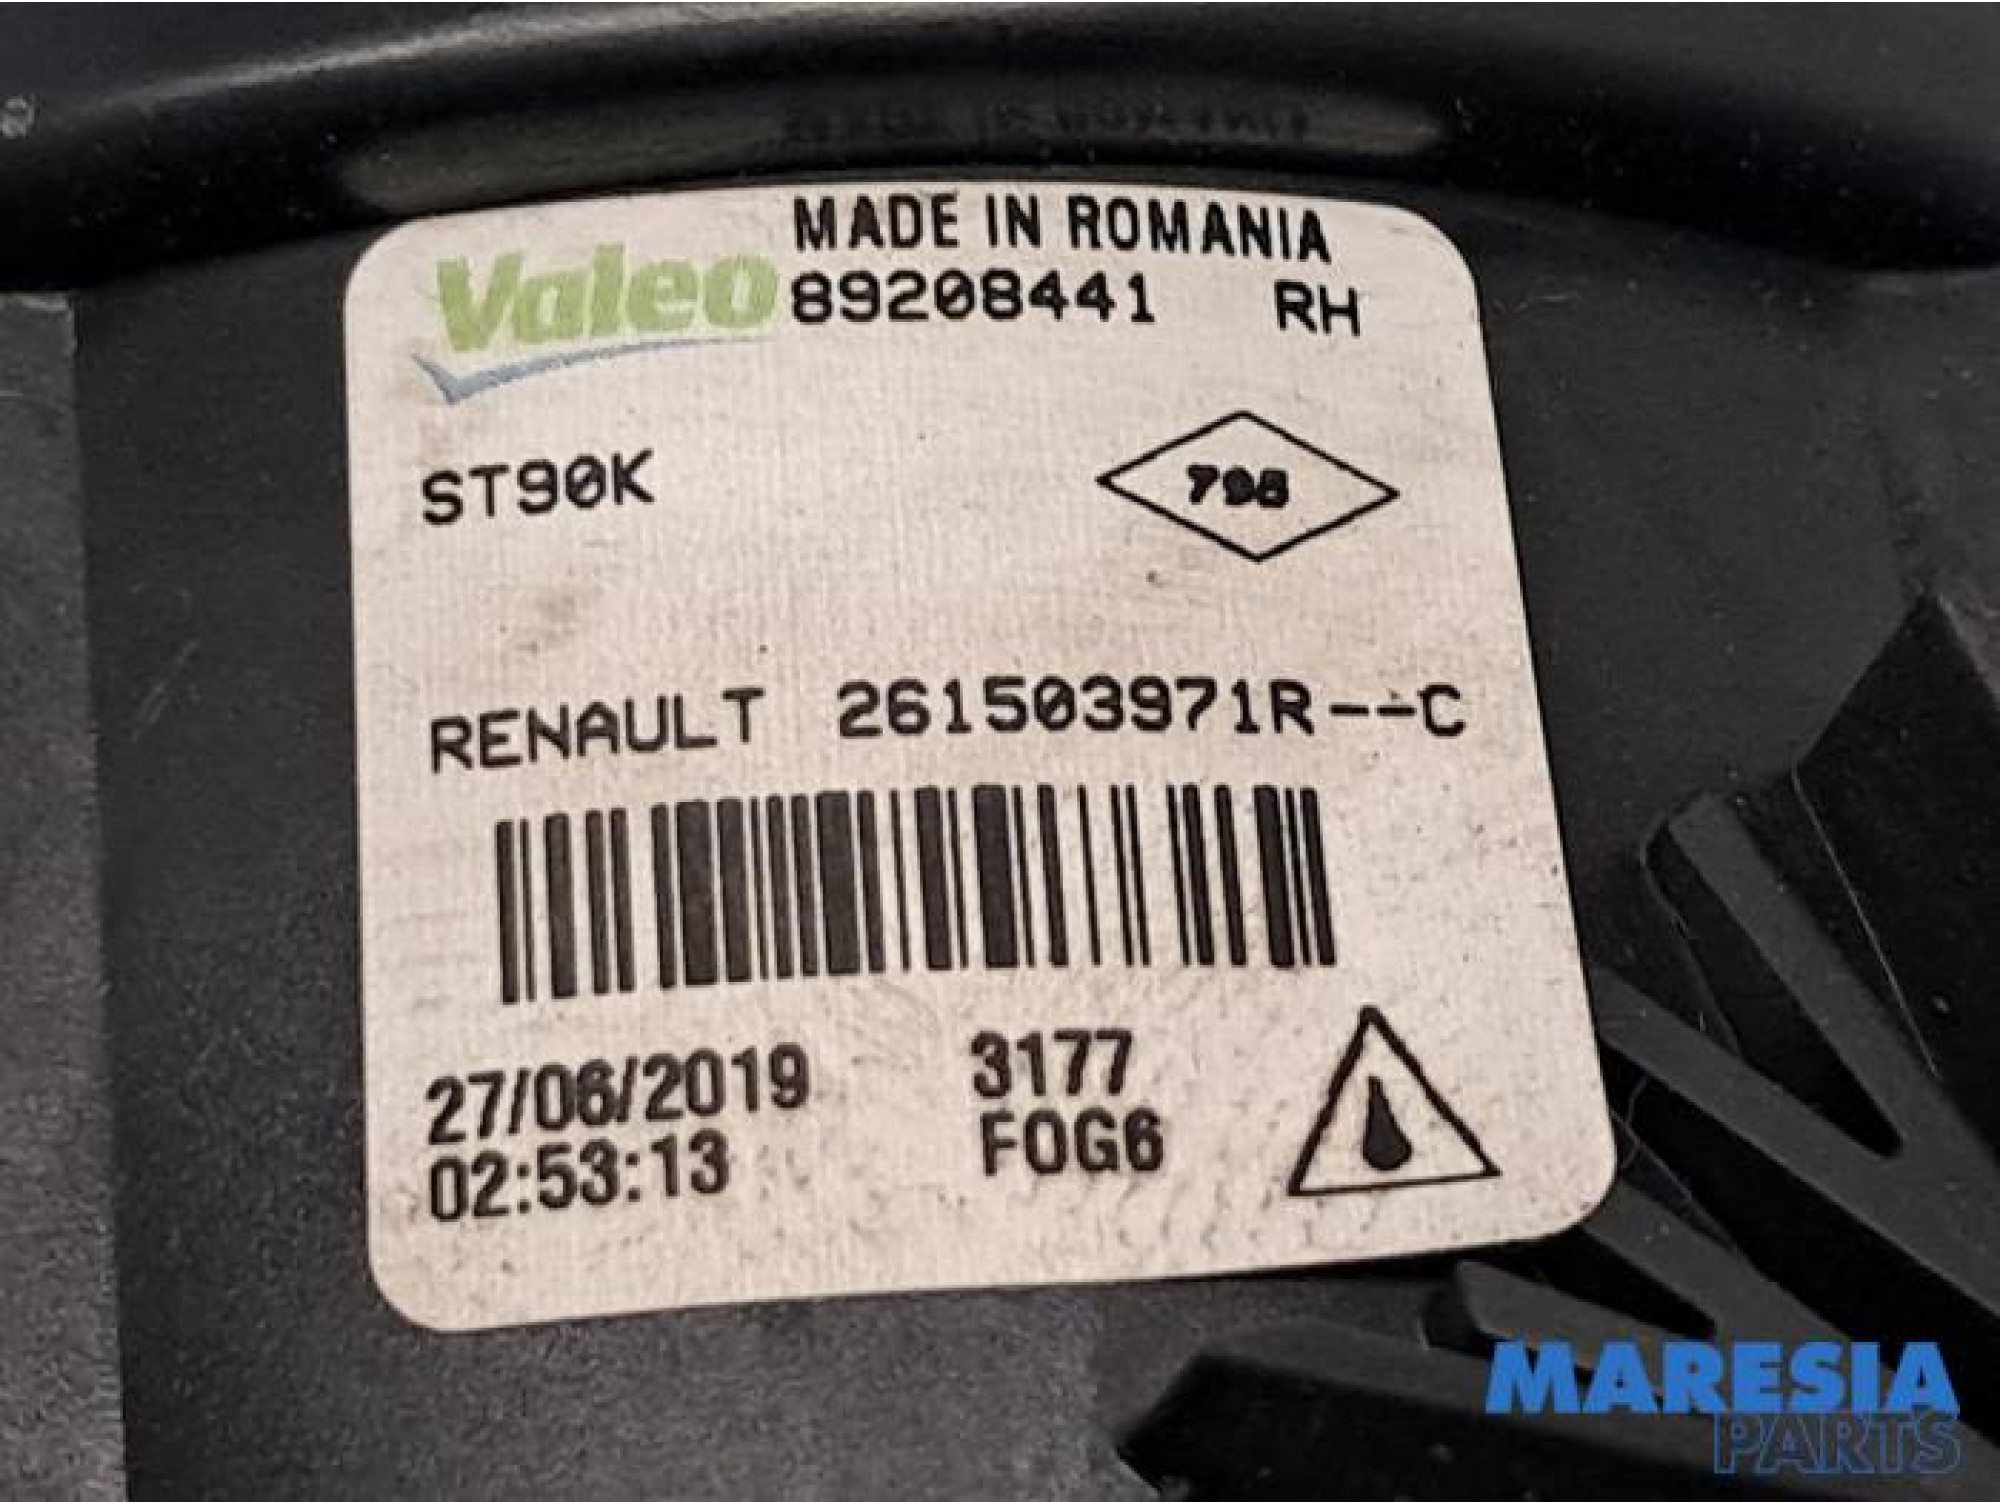 MADE IN ROMANIA
Valeo 89208441 RH
ST90K
RENAULT 261503971R--C
27/06/2019 3177
02:53:13 FOG6
MARESIA
PARTS